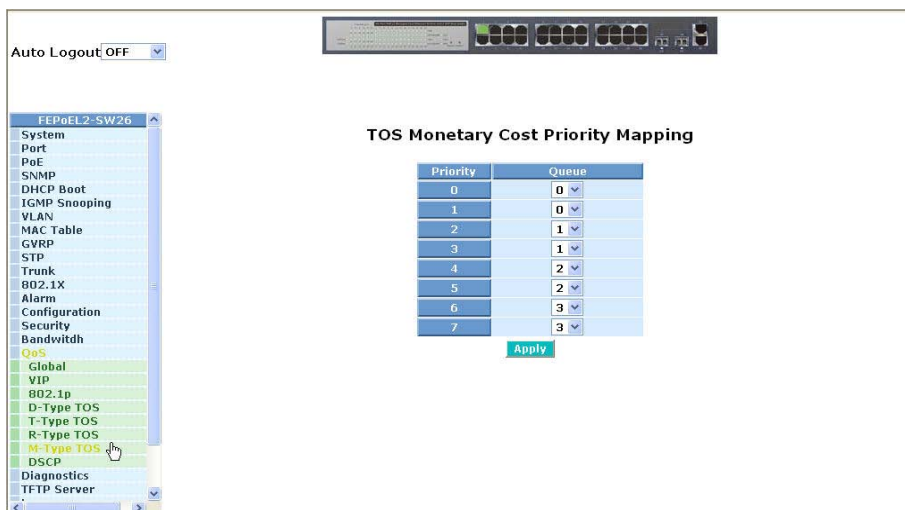 Auto Logout OFF
FEPoEL2-SW26
System
Port
PoE
SNMP
DHCP Boot
IGMP Snooping
VLAN
MAC Table
GVRP
STP
Trunk
802.1X
Alarm
Configuration
Security
Bandwitdh
QoS
Global
VIP
802.1p
D-Type TOS
T-Type TOS
R-Type TOS
M-Type TOS
DSCP
Diagnostics
TFTP Server
TOS Monetary Cost Priority Mapping
Priority Queue
0 0
1 0
2 1
3 1
4 2
5 2
6 3
7 3
Apply